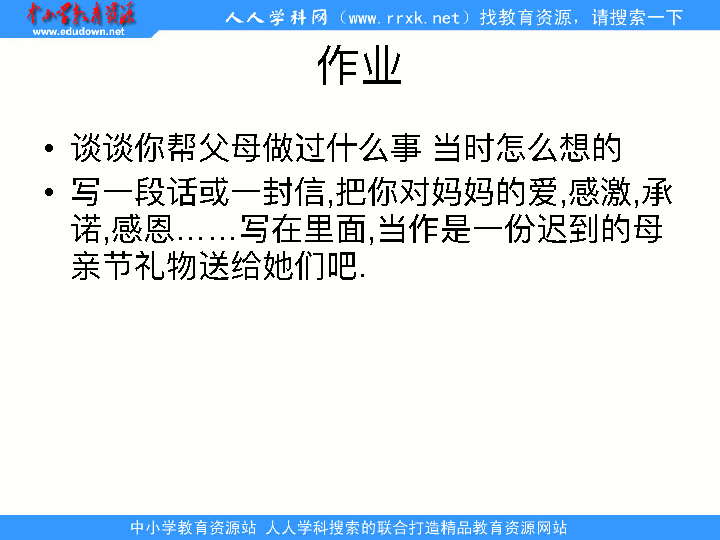 中小学教育资源
www.edudown.net
人人学科网（www.rrxk.net）找教育资源，请搜索一下
作业
• 谈谈你帮父母做过什么事 当时怎么想的
• 写一段话或一封信,把你对妈妈的爱,感激,承
诺,感恩……写在里面,当作是一份迟到的母
亲节礼物送给她们吧.
中小学教育资源站 人人学科搜索的联合打造精品教育资源网站